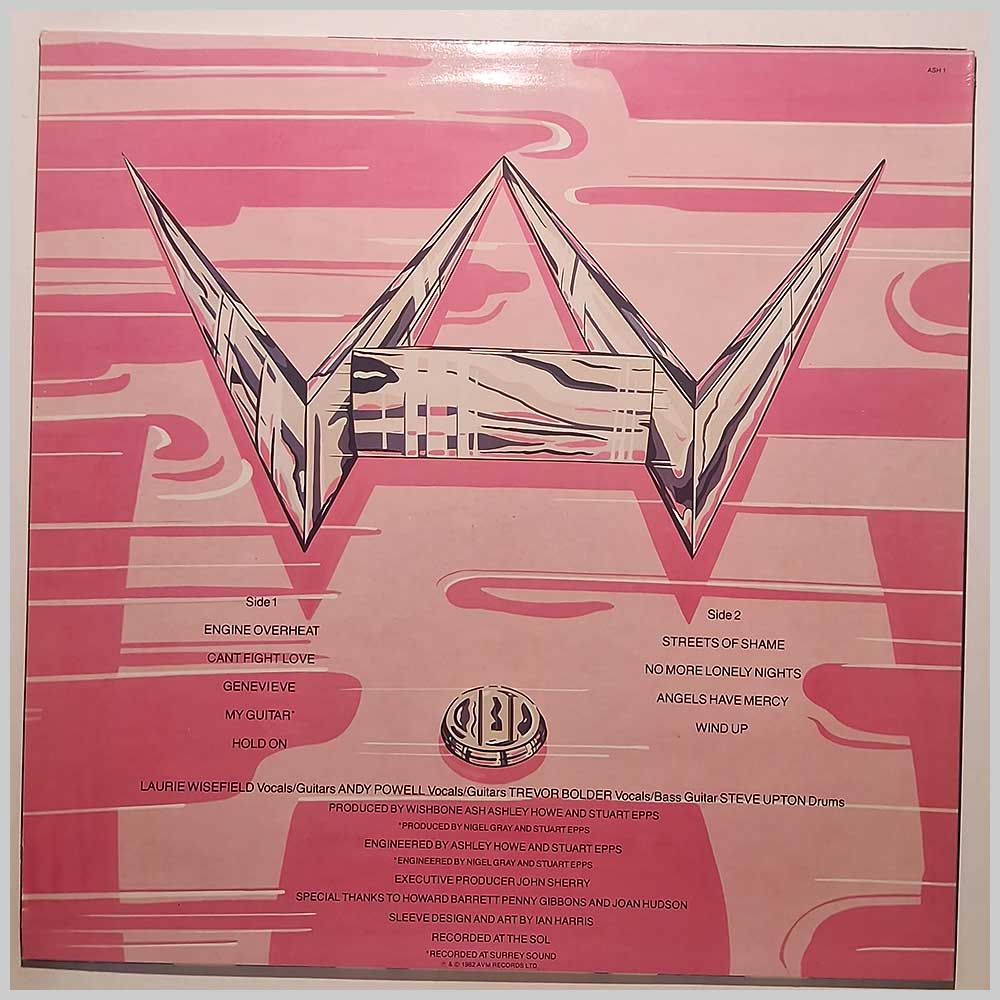 ASH 1
Side 1
ENGINE OVERHEAT
CANT FIGHT LOVE
GENEVIEVE
MY GUITAR*
HOLD ON
Side 2
STREETS OF SHAME
NO MORE LONELY NIGHTS
ANGELS HAVE MERCY
WIND UP
LAURIE WISEFIELD Vocals/Guitars ANDY POWELL Vocals/Guitars TREVOR BOLDER Vocals/Bass Guitar STEVE UPTON Drums
PRODUCED BY WISHBONE ASH ASHLEY HOWE AND STUART EPPS
*PRODUCED BY NIGEL GRAY AND STUART EPPS
ENGINEERED BY ASHLEY HOWE AND STUART EPPS
*ENGINEERED BY NIGEL GRAY AND STUART EPPS
EXECUTIVE PRODUCER JOHN SHERRY
SPECIAL THANKS TO HOWARD BARRETT PENNY GIBBONS AND JOAN HUDSON
SLEEVE DESIGN AND ART BY IAN HARRIS
RECORDED AT THE SOL
*RECORDED AT SURREY SOUND
℗ & © 1982 AVM RECORDS LTD